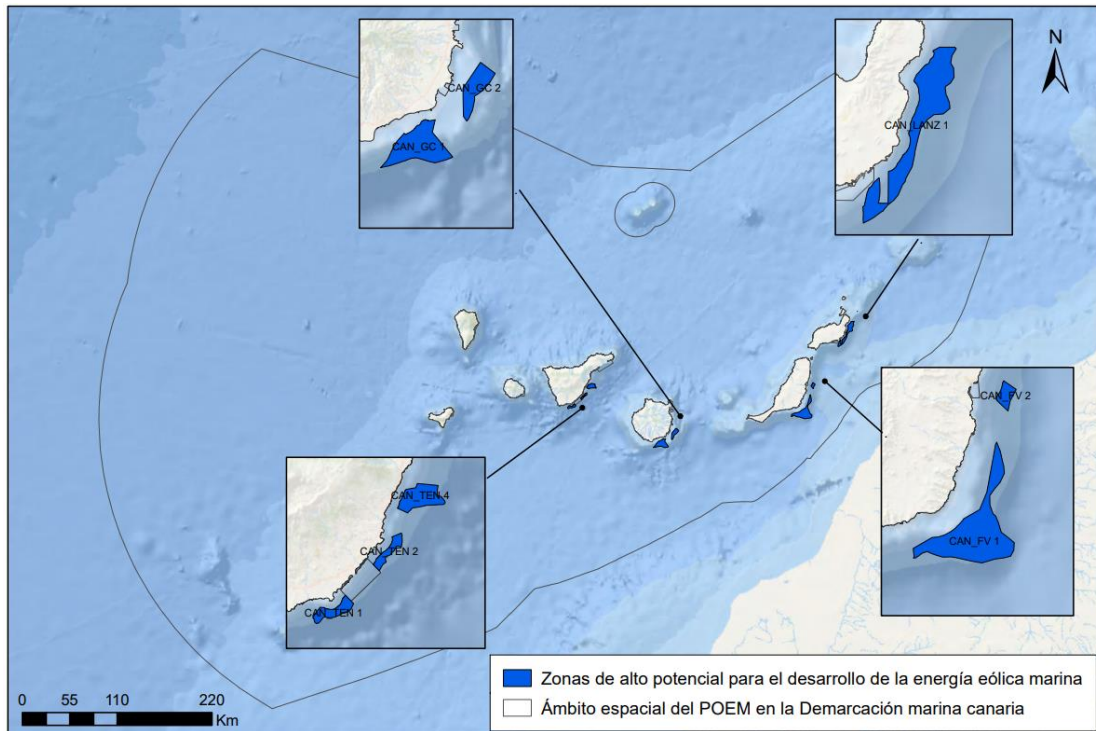 N
CAN_GC 2
CAN_GC 1
CAN_LANZ 1
CAN_FV 2
CAN_FV 1
CAN_TEN 4
CAN_TEN 2
CAN_TEN 1
Zonas de alto potencial para el desarrollo de la energía eólica marina
Ámbito espacial del POEM en la Demarcación marina canaria
0 55 110 220
Km